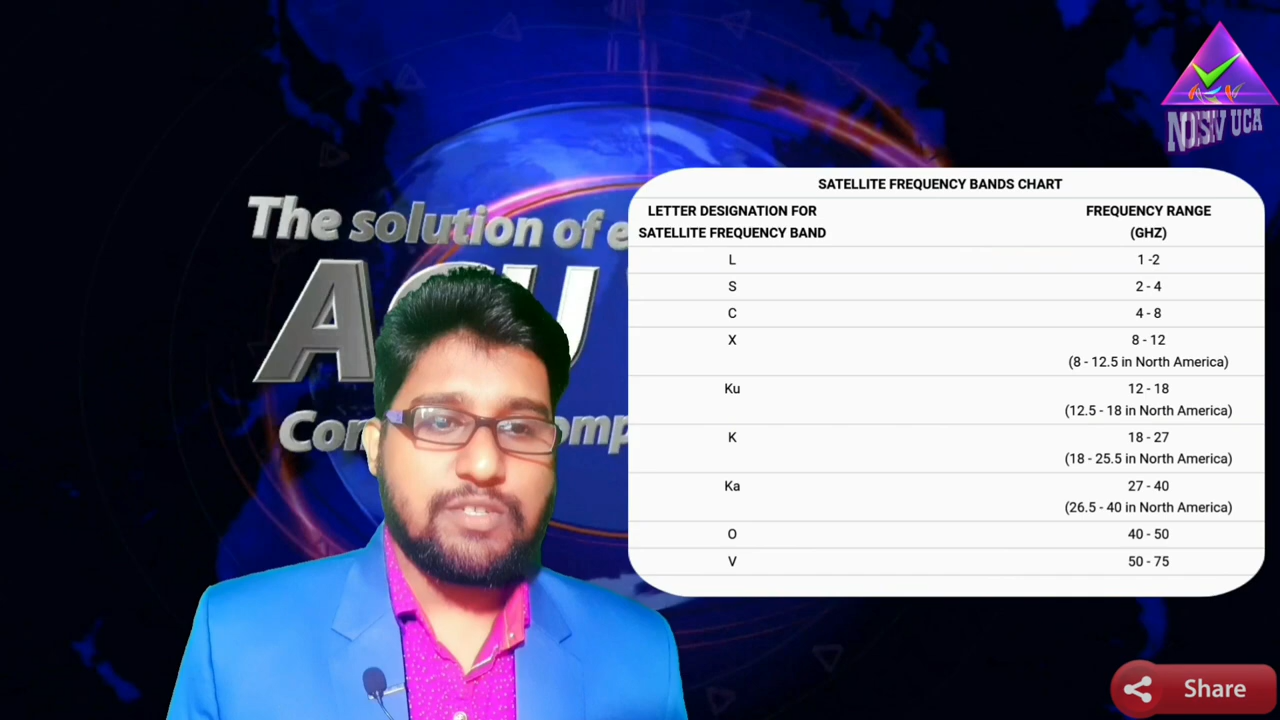 NJSV UCA
SATELLITE FREQUENCY BANDS CHART
LETTER DESIGNATION FOR SATELLITE FREQUENCY BAND
FREQUENCY RANGE (GHZ)
L 1 -2
S 2 - 4
C 4 - 8
X 8 - 12
(8 - 12.5 in North America)
Ku 12 - 18
(12.5 - 18 in North America)
K 18 - 27
(18 - 25.5 in North America)
Ka 27 - 40
(26.5 - 40 in North America)
O 40 - 50
V 50 - 75
The solution of
Share